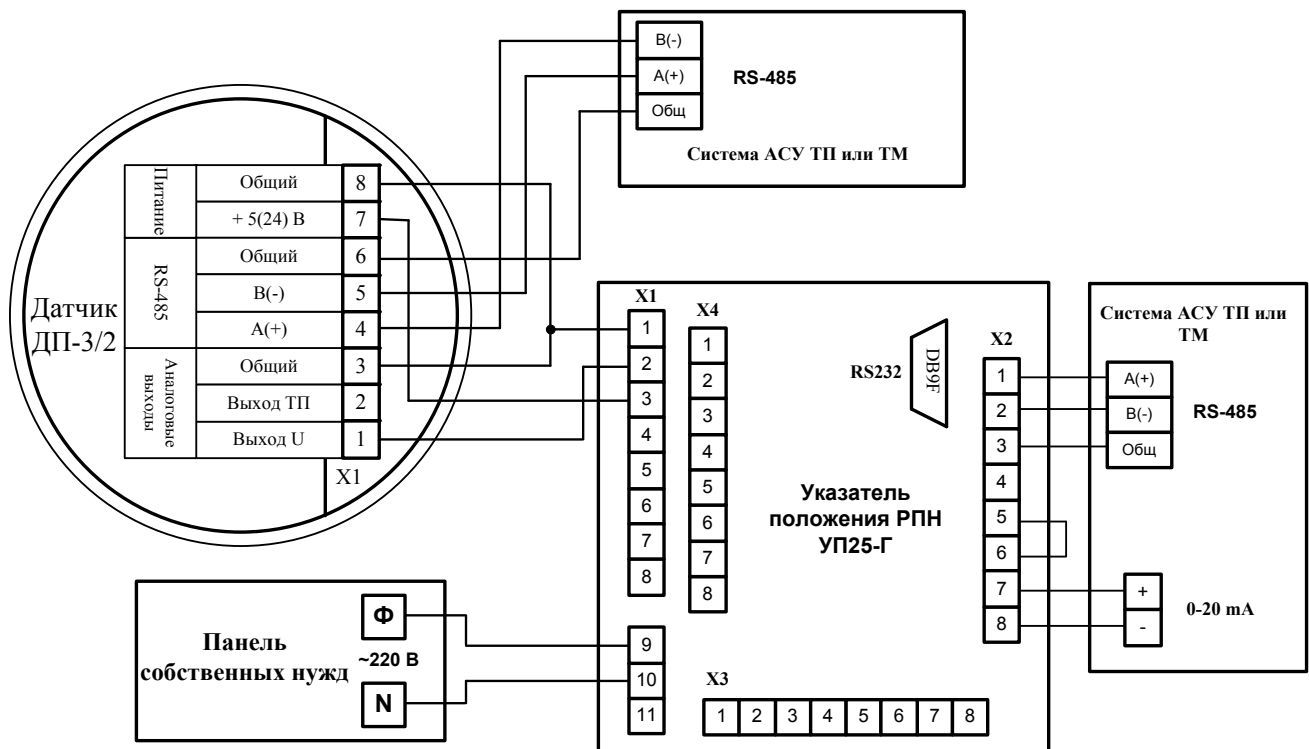 B(-)
A(+)
Общ
RS-485
Система АСУ ТП или ТМ
Датчик
ДП-3/2
Питание
Общий
8
+ 5(24) В
7
RS-485
Общий
6
B(-)
5
A(+)
4
Аналоговые
выходы
Общий
3
Выход ТП
2
Выход U
1
X1
X1
1
2
3
4
5
6
7
8
9
10
11
X4
1
2
3
4
5
6
7
8
RS232
DB9F
Указатель
положения РПН
УП25-Г
X2
1
2
3
4
5
6
7
8
X3
1 2 3 4 5 6 7 8
Система АСУ ТП или
ТМ
A(+)
B(-)
Общ
RS-485
+
-
0-20 mA
Панель
собственных нужд
Ф
~220 В
N